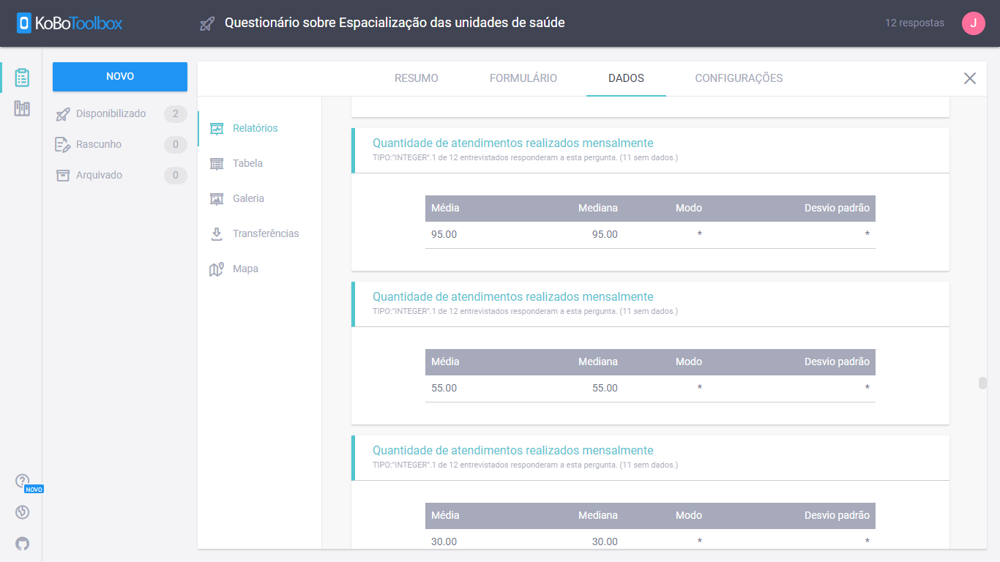 KoBoToolbox
Questionário sobre Espacialização das unidades de saúde
12 respostas
J
NOVO
Disponibilizado 2
Rascunho 0
Arquivado 0
NOVO
RESUMO FORMULÁRIO DADOS CONFIGURAÇÕES
Relatórios
Tabela
Galeria
Transferências
Mapa
Quantidade de atendimentos realizados mensalmente
TIPO:"INTEGER".1 de 12 entrevistados responderam a esta pergunta. (11 sem dados.)
Média Mediana Modo Desvio padrão
95.00 95.00 * *
Quantidade de atendimentos realizados mensalmente
TIPO:"INTEGER".1 de 12 entrevistados responderam a esta pergunta. (11 sem dados.)
Média Mediana Modo Desvio padrão
55.00 55.00 * *
Quantidade de atendimentos realizados mensalmente
TIPO:"INTEGER".1 de 12 entrevistados responderam a esta pergunta. (11 sem dados.)
Média Mediana Modo Desvio padrão
30.00 30.00 * *